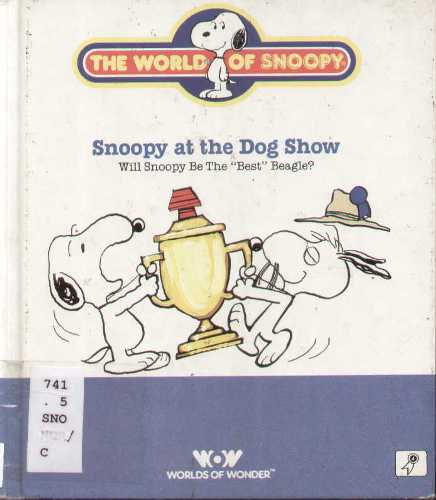 THE WORLD OF SNOOPY®
Snoopy at the Dog Show
Will Snoopy Be The "Best" Beagle?
741
. 5
SNO
/
C
WOW
WORLDS OF WONDER™